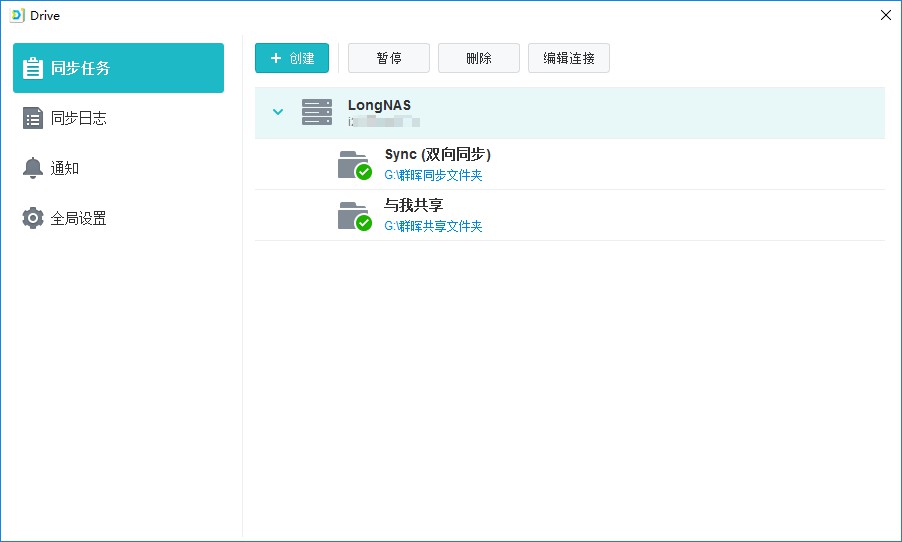 Drive
同步任务
同步日志
通知
全局设置
+ 创建
暂停
删除
编辑连接
LongNAS
Sync (双向同步)
G:\群晖同步文件夹
与我共享
G:\群晖共享文件夹